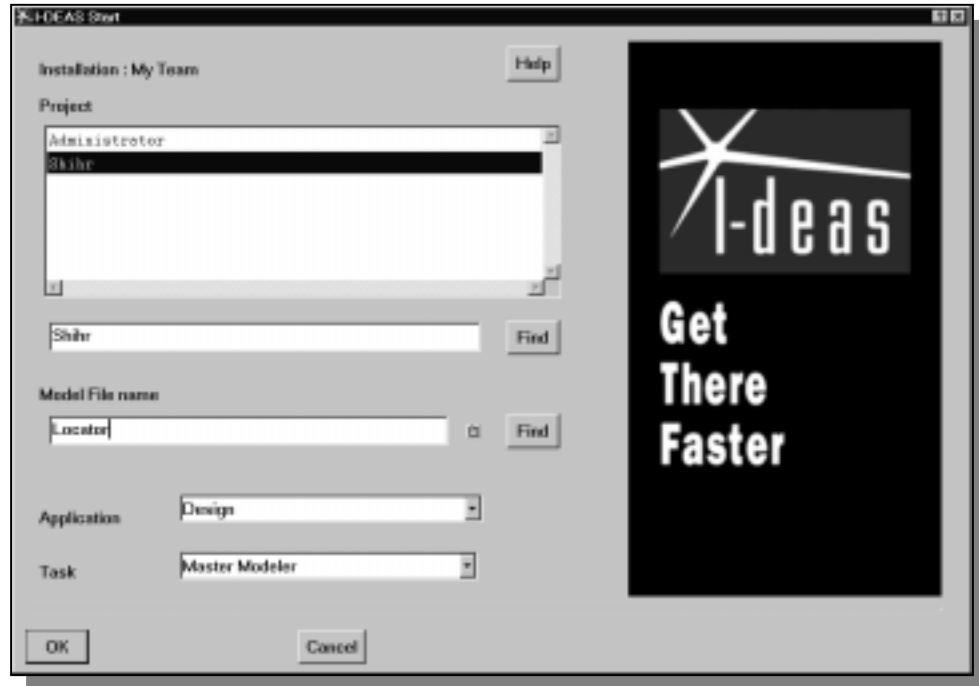 I-DEAS Start
Installation : My Team
Help
Project
Administrator
Shihr
Shihr
Find
Model File name
Locator
Find
Application
Design
Task
Master Modeler
OK
Cancel
I-deas
Get
There
Faster